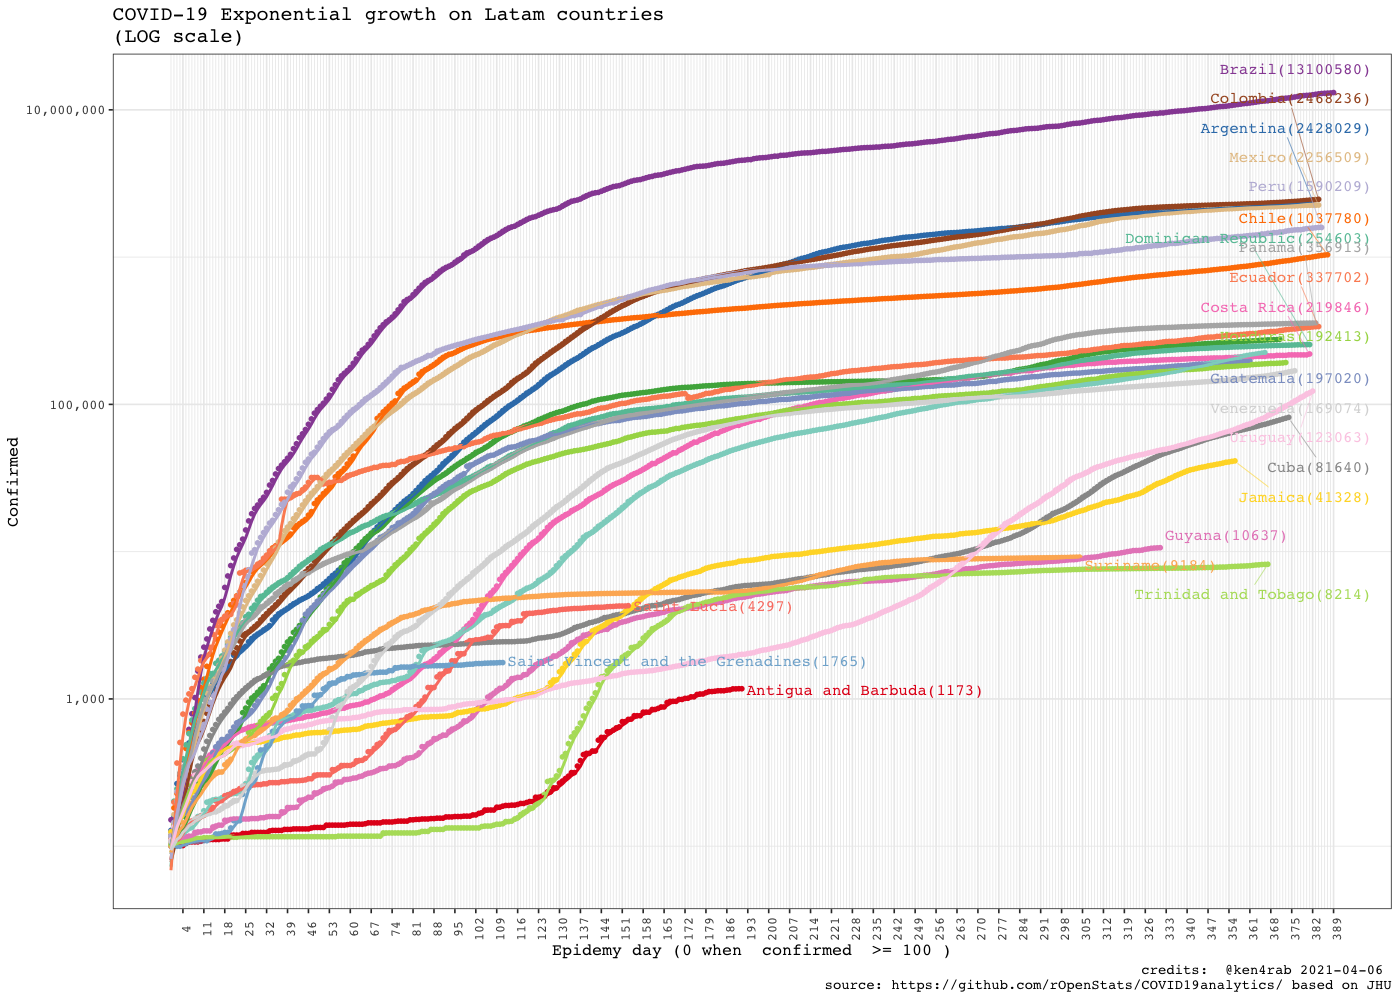 COVID-19 Exponential growth on Latam countries
(LOG scale)
Brazil(13100580)
10,000,000
Colombia(2468236)
Argentina(2428029)
Mexico(2256509)
Peru(1590209)
Chile(1037780)
Dominican Republic(254603)
Panama(356913)
Ecuador(337702)
Costa Rica(219846)
Honduras(192413)
Guatemala(197020)
100,000
Venezuela(169074)
Uruguay(123063)
Cuba(81640)
Jamaica(41328)
Guyana(10637)
Suriname(9184)
Trinidad and Tobago(8214)
Saint Lucia(4297)
Saint Vincent and the Grenadines(1765)
Antigua and Barbuda(1173)
1,000
Confirmed
4 11 18 25 32 39 46 53 60 67 74 81 88 95 102 109 116 123 130 137 144 151 158 165 172 179 186 193 200 207 214 221 228 235 242 249 256 263 270 277 284 291 298 305 312 319 326 333 340 347 354 361 368 375 382 389
Epidemy day (0 when confirmed >= 100 )
credits: @ken4rab 2021-04-06
source: https://github.com/rOpenStats/COVID19analytics/ based on JHU